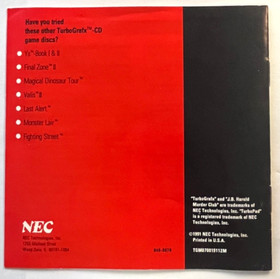 Have you tried
these other TurboGrafx™-CD
game discs?
Ys™ Book I & II
Final Zone™ II
Magical Dinosaur Tour™
Valis™ II
Last Alert™
Monster Lair™
Fighting Street™
NEC
NEC Technologies, Inc.
"TurboGrafx" and "J.B. Harold
Murder Club" are trademarks of
NEC Technologies, Inc. "TurboPad"
is a registered trademark of NEC
Technologies, Inc.
©1991 NEC Technologies, Inc.
Printed in U.S.A.